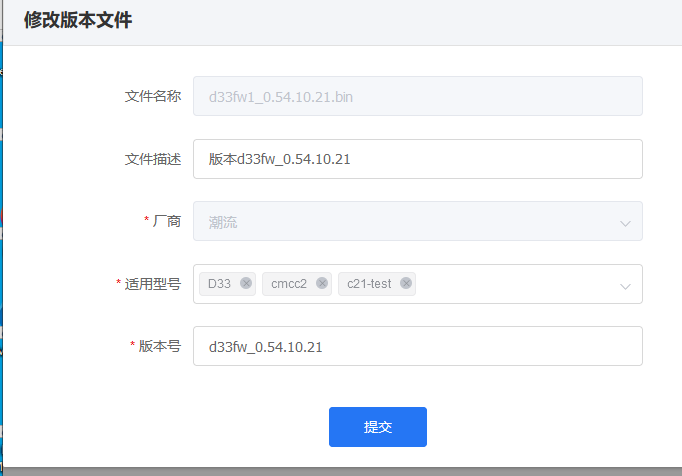 修改版本文件
文件名称 d33fw1_0.54.10.21.bin
文件描述 版本d33fw_0.54.10.21
* 厂商 潮流
* 适用型号 D33 cmcc2 c21-test
* 版本号 d33fw_0.54.10.21
提交